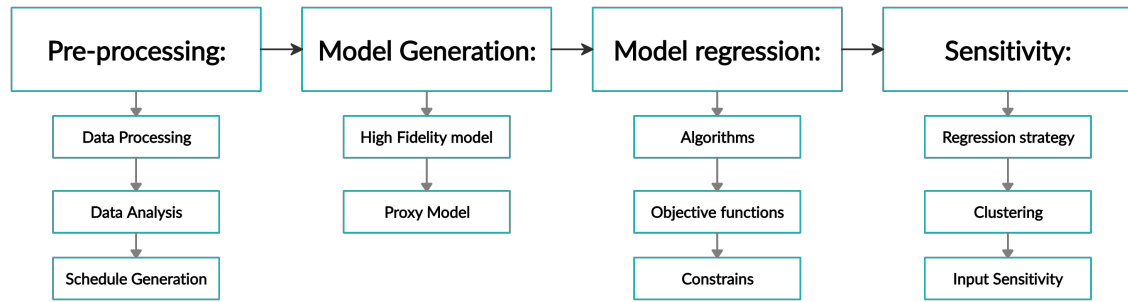 Pre-processing:
Model Generation:
Model regression:
Sensitivity:
Data Processing
High Fidelity model
Algorithms
Regression strategy
Data Analysis
Proxy Model
Objective functions
Clustering
Schedule Generation
Constrains
Input Sensitivity